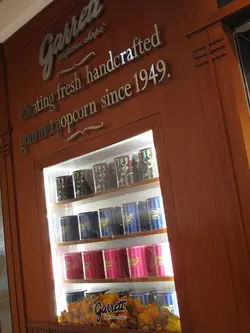 Garrett
popcorn shops®
Creating fresh handcrafted
gourmet popcorn since 1949.
Garrett